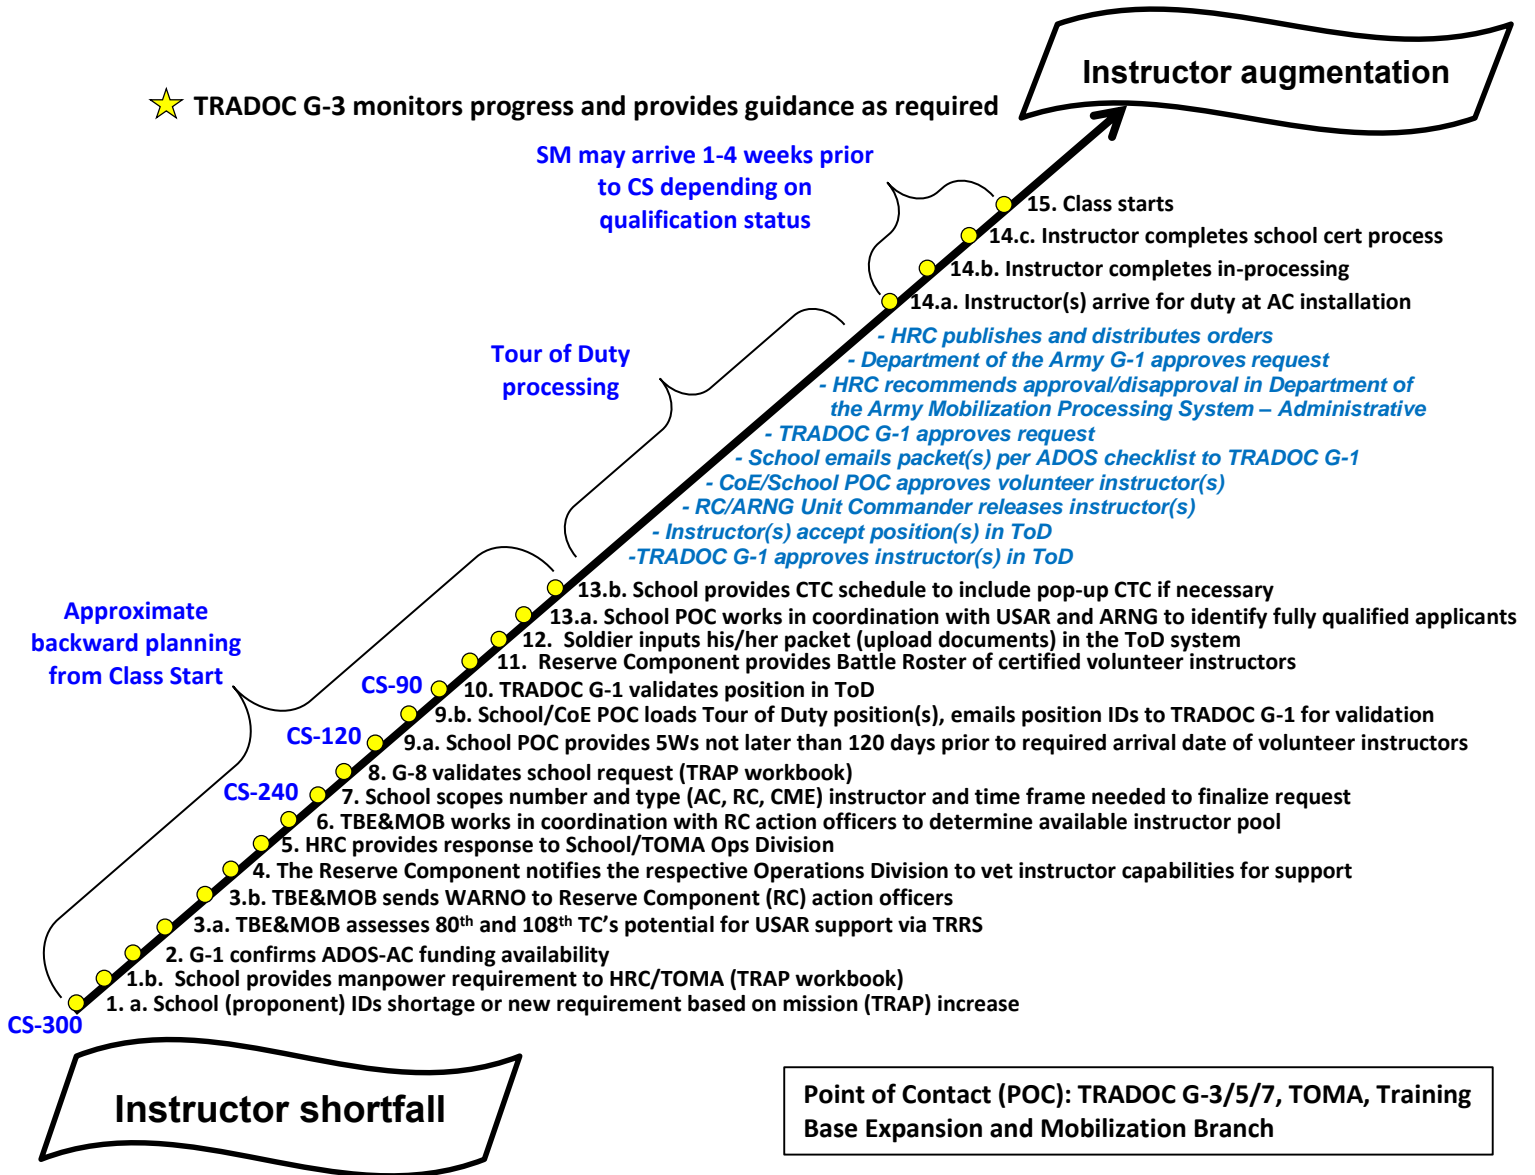 Instructor augmentation
TRADOC G-3 monitors progress and provides guidance as required
SM may arrive 1-4 weeks prior
to CS depending on
qualification status
15. Class starts
14.c. Instructor completes school cert process
14.b. Instructor completes in-processing
14.a. Instructor(s) arrive for duty at AC installation
Tour of Duty
processing
- HRC publishes and distributes orders
- Department of the Army G-1 approves request
- HRC recommends approval/disapproval in Department of
the Army Mobilization Processing System – Administrative
- TRADOC G-1 approves request
- School emails packet(s) per ADOS checklist to TRADOC G-1
- CoE/School POC approves volunteer instructor(s)
- RC/ARNG Unit Commander releases instructor(s)
- Instructor(s) accept position(s) in ToD
-TRADOC G-1 approves instructor(s) in ToD
Approximate
backward planning
from Class Start
13.b. School provides CTC schedule to include pop-up CTC if necessary
13.a. School POC works in coordination with USAR and ARNG to identify fully qualified applicants
12. Soldier inputs his/her packet (upload documents) in the ToD system
11. Reserve Component provides Battle Roster of certified volunteer instructors
CS-90
10. TRADOC G-1 validates position in ToD
9.b. School/CoE POC loads Tour of Duty position(s), emails position IDs to TRADOC G-1 for validation
CS-120
9.a. School POC provides 5Ws not later than 120 days prior to required arrival date of volunteer instructors
8. G-8 validates school request (TRAP workbook)
CS-240
7. School scopes number and type (AC, RC, CME) instructor and time frame needed to finalize request
6. TBE&MOB works in coordination with RC action officers to determine available instructor pool
5. HRC provides response to School/TOMA Ops Division
4. The Reserve Component notifies the respective Operations Division to vet instructor capabilities for support
3.b. TBE&MOB sends WARNO to Reserve Component (RC) action officers
3.a. TBE&MOB assesses 80th and 108th TC’s potential for USAR support via TRRS
2. G-1 confirms ADOS-AC funding availability
1.b. School provides manpower requirement to HRC/TOMA (TRAP workbook)
1. a. School (proponent) IDs shortage or new requirement based on mission (TRAP) increase
CS-300
Instructor shortfall
Point of Contact (POC): TRADOC G-3/5/7, TOMA, Training
Base Expansion and Mobilization Branch